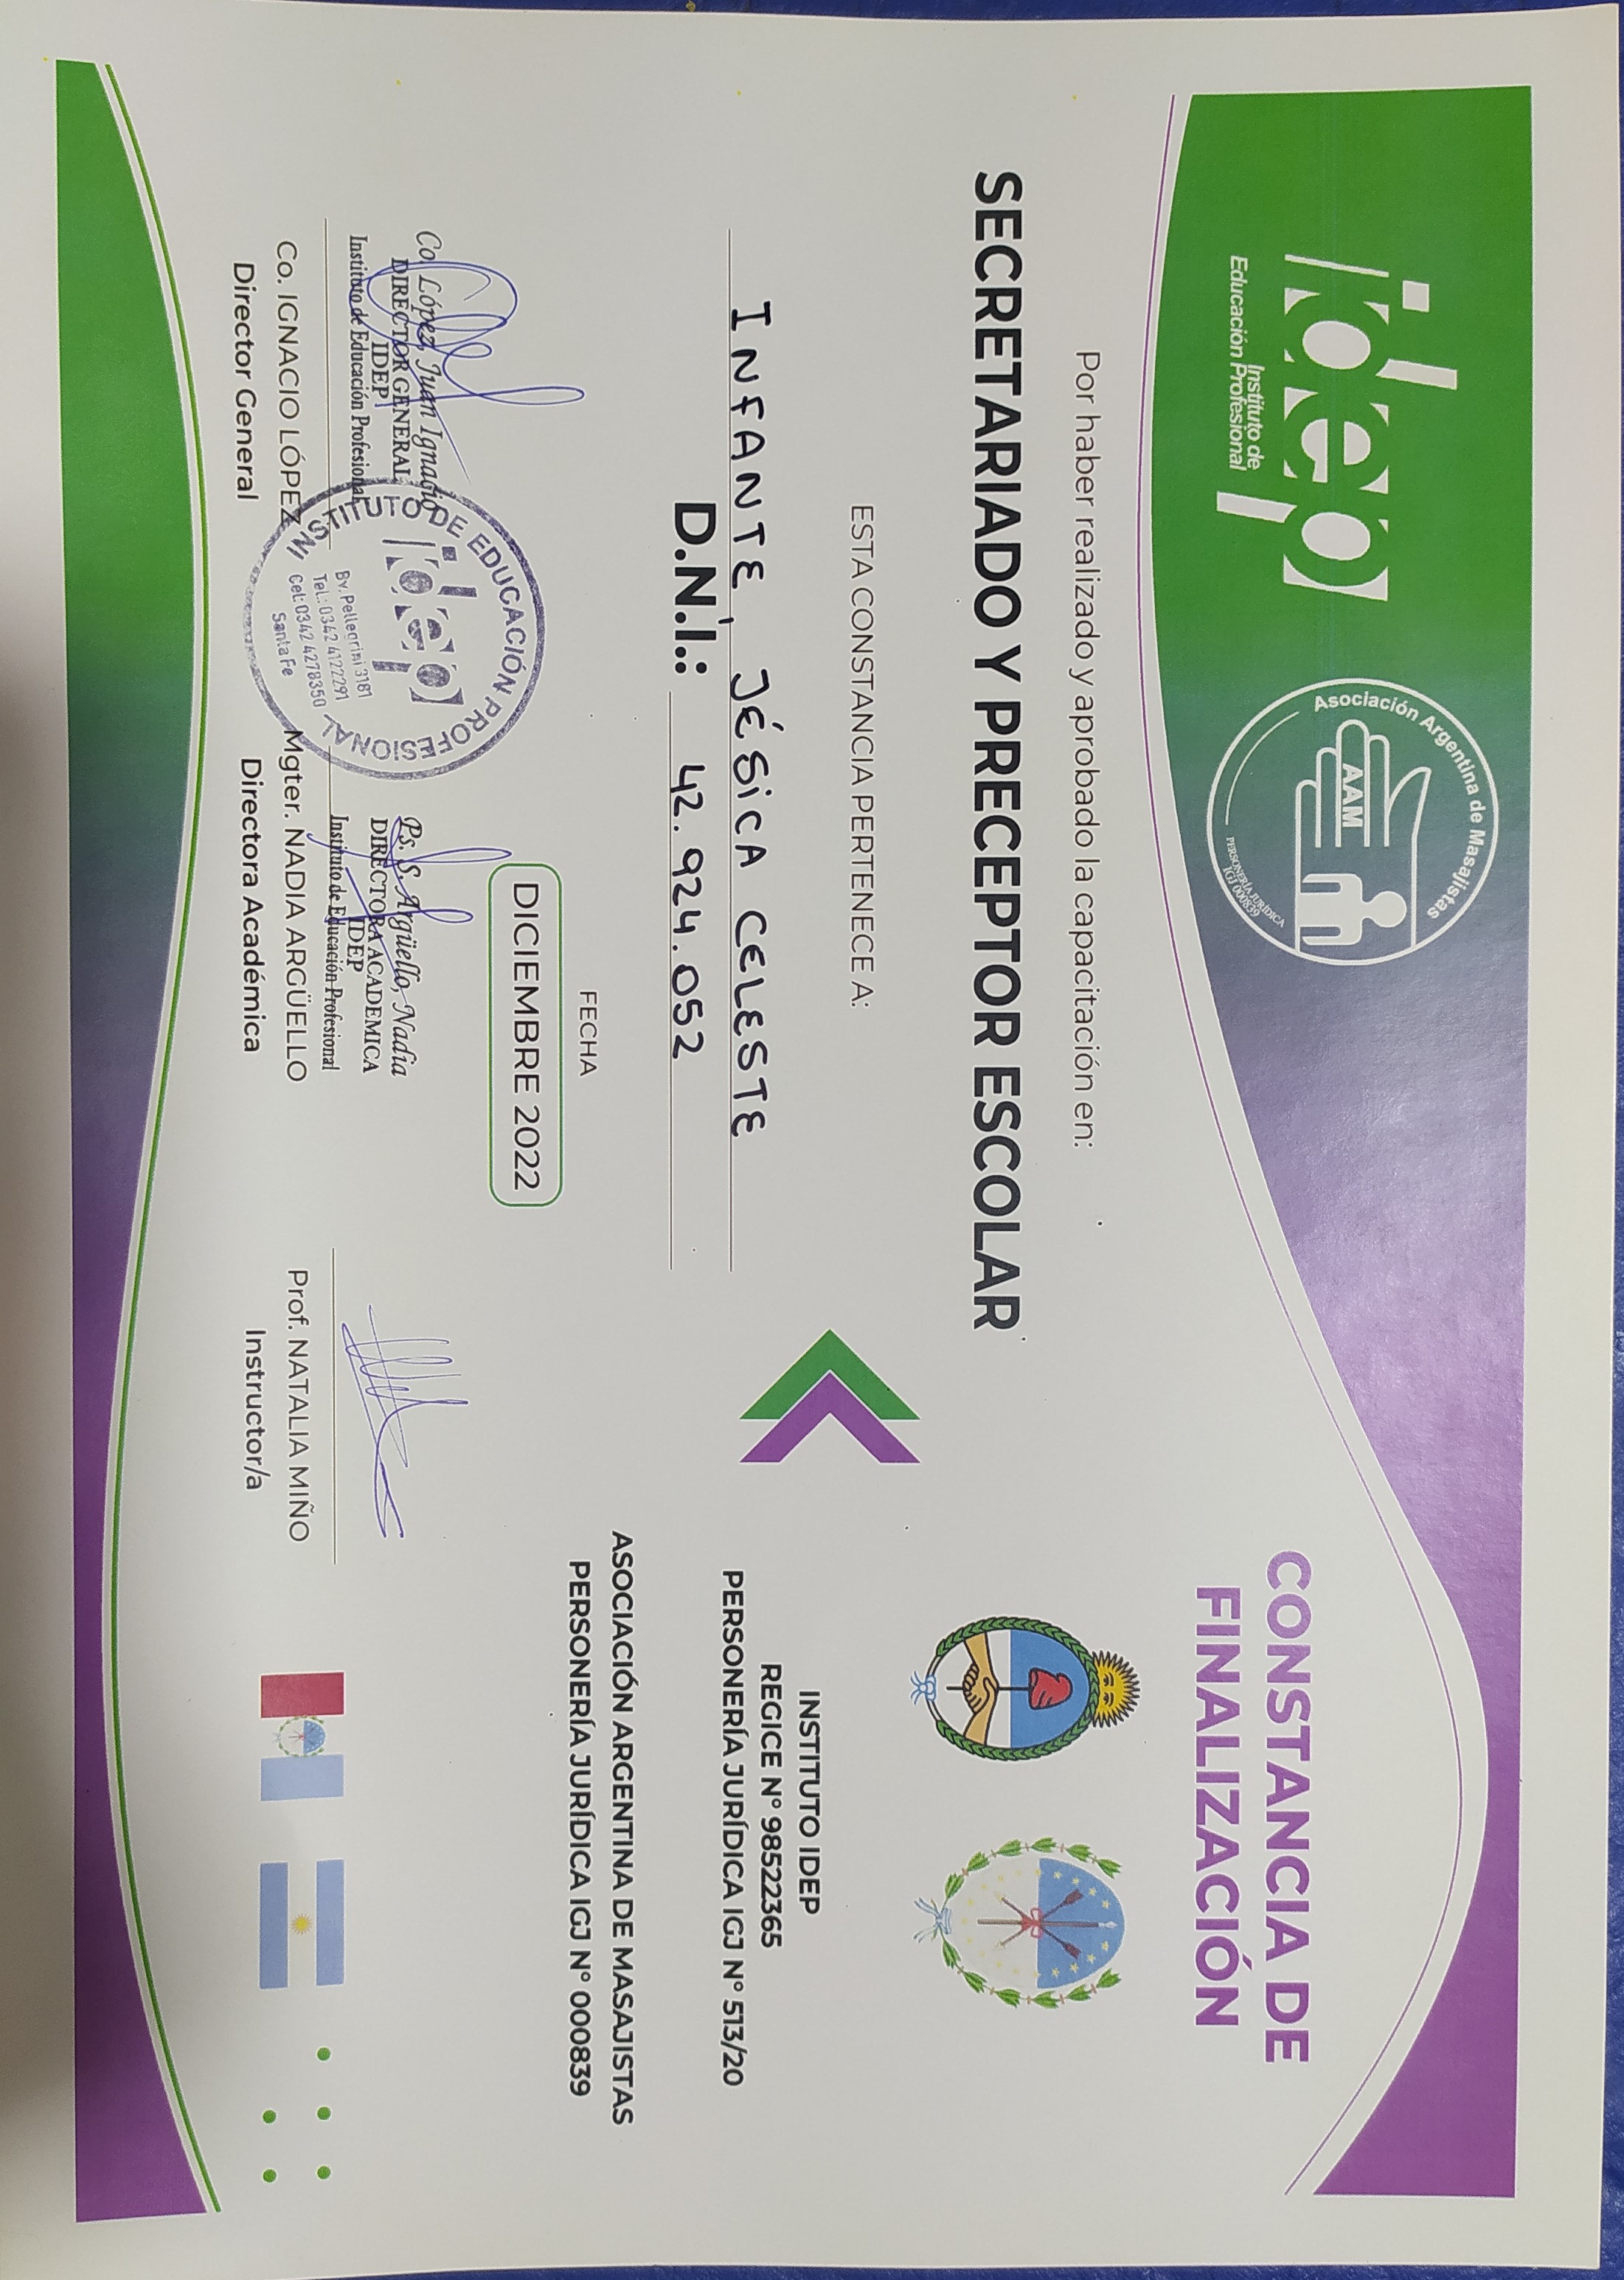 idep
Instituto de
Educación Profesional
Asociación Argentina de Masajistas
AAM
PERSONERÍA JURÍDICA
IGJ 000839
CONSTANCIA DE
FINALIZACIÓN
Por haber realizado y aprobado la capacitación en:
SECRETARIADO Y PRECEPTOR ESCOLAR
ESTA CONSTANCIA PERTENECE A:
INFANTE, JÉSICA CELESTE
D.N.I.: 42.924.052
INSTITUTO IDEP
REGICE N° 98522365
PERSONERÍA JURÍDICA IGJ N° 513/20
ASOCIACIÓN ARGENTINA DE MASAJISTAS
PERSONERÍA JURÍDICA IGJ N° 000839
FECHA
DICIEMBRE 2022
Co. López, Juan Ignacio
DIRECTOR GENERAL
IDEP
Instituto de Educación Profesional
Co. IGNACIO LÓPEZ
Director General
INSTITUTO DE EDUCACIÓN PROFESIONAL
idep
Bv. Pellegrini 3181
Tel.: 0342 4122291
Cel: 0342 4278350
Santa Fe
Ps. S. Argüello, Nadia
DIRECTORA ACADEMICA
IDEP
Instituto de Educación Profesional
Mgter. NADIA ARGÜELLO
Directora Académica
Prof. NATALIA MIÑO
Instructor/a